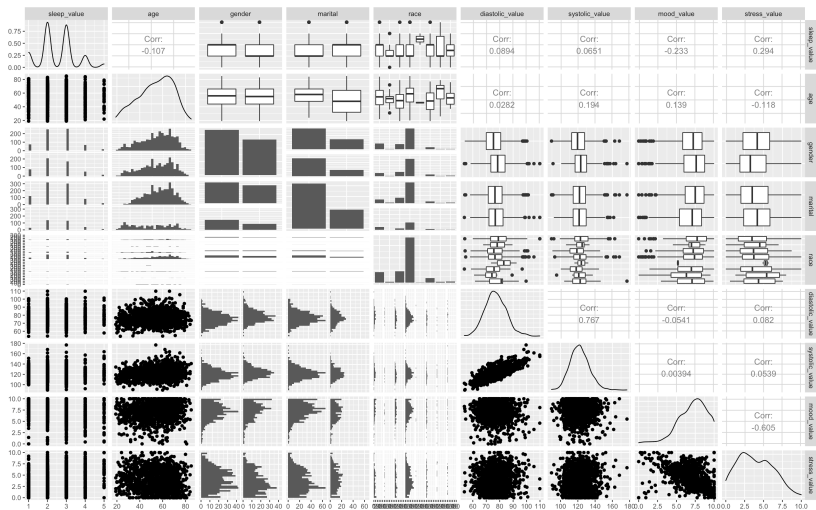 sleep_value age gender marital race diastolic_value systolic_value mood_value stress_value
sleep_value
0.75
0.50
0.25
0.00
Corr:
-0.107
Corr:
0.0894
Corr:
0.0651
Corr:
-0.233
Corr:
0.294
age
80
60
40
20
Corr:
0.0282
Corr:
0.194
Corr:
0.139
Corr:
-0.118
gender
200
100
0
200
100
0
marital
300
200
100
0
300
200
100
0
race
diastolic_value
110
100
90
80
70
60
Corr:
0.767
Corr:
-0.0541
Corr:
0.082
systolic_value
180
160
140
120
100
Corr:
0.00394
Corr:
0.0539
mood_value
10.0
7.5
5.0
2.5
0.0
Corr:
-0.605
stress_value
10.0
7.5
5.0
2.5
0.0
1 2 3 4 5
20 40 60 80
0 10 20 30 40 0 10 20 30 40
0 20 40 60 0 20 40 60
60 70 80 90 100 110
100 120 140 160 180
0.0 2.5 5.0 7.5 10.0
0.0 2.5 5.0 7.5 10.0